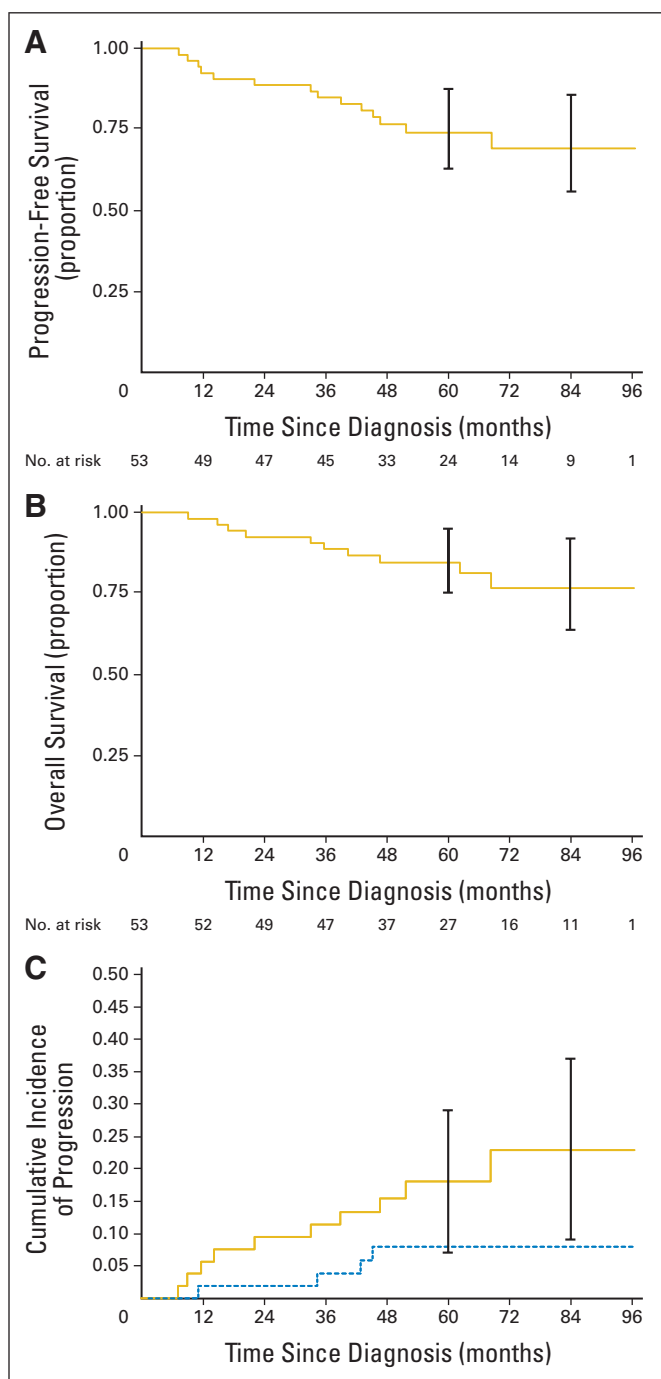 A
Progression-Free Survival
(proportion)
1.00
0.75
0.50
0.25
0 12 24 36 48 60 72 84 96
Time Since Diagnosis (months)
No. at risk 53 49 47 45 33 24 14 9 1
B
Overall Survival (proportion)
1.00
0.75
0.50
0.25
0 12 24 36 48 60 72 84 96
Time Since Diagnosis (months)
No. at risk 53 52 49 47 37 27 16 11 1
C
Cumulative Incidence
of Progression
0.50
0.45
0.40
0.35
0.30
0.25
0.20
0.15
0.10
0.05
0 12 24 36 48 60 72 84 96
Time Since Diagnosis (months)